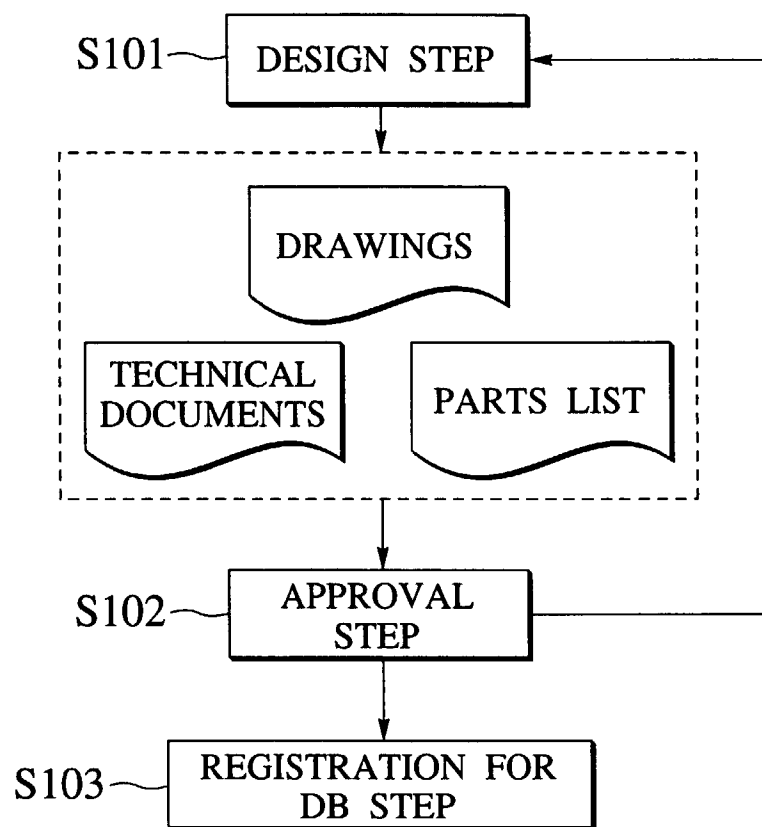 S101
DESIGN STEP
DRAWINGS
TECHNICAL
DOCUMENTS
PARTS LIST
S102
APPROVAL
STEP
S103
REGISTRATION FOR
DB STEP